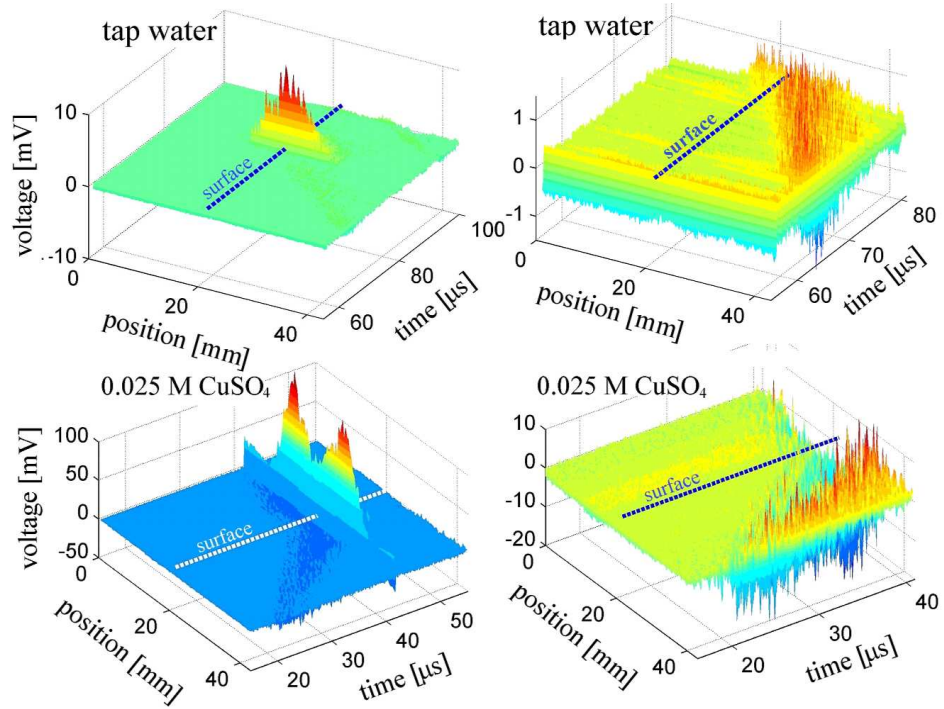 tap water
10
0
-10
voltage [mV]
0
20
40
position [mm]
60
80
100
time [µs]
surface
tap water
1
0
-1
0
20
40
position [mm]
60
70
80
time [µs]
surface
0.025 M CuSO₄
100
50
0
-50
voltage [mV]
0
20
40
position [mm]
20
30
40
50
time [µs]
surface
0.025 M CuSO₄
10
0
-10
-20
0
20
40
position [mm]
20
30
40
time [µs]
surface